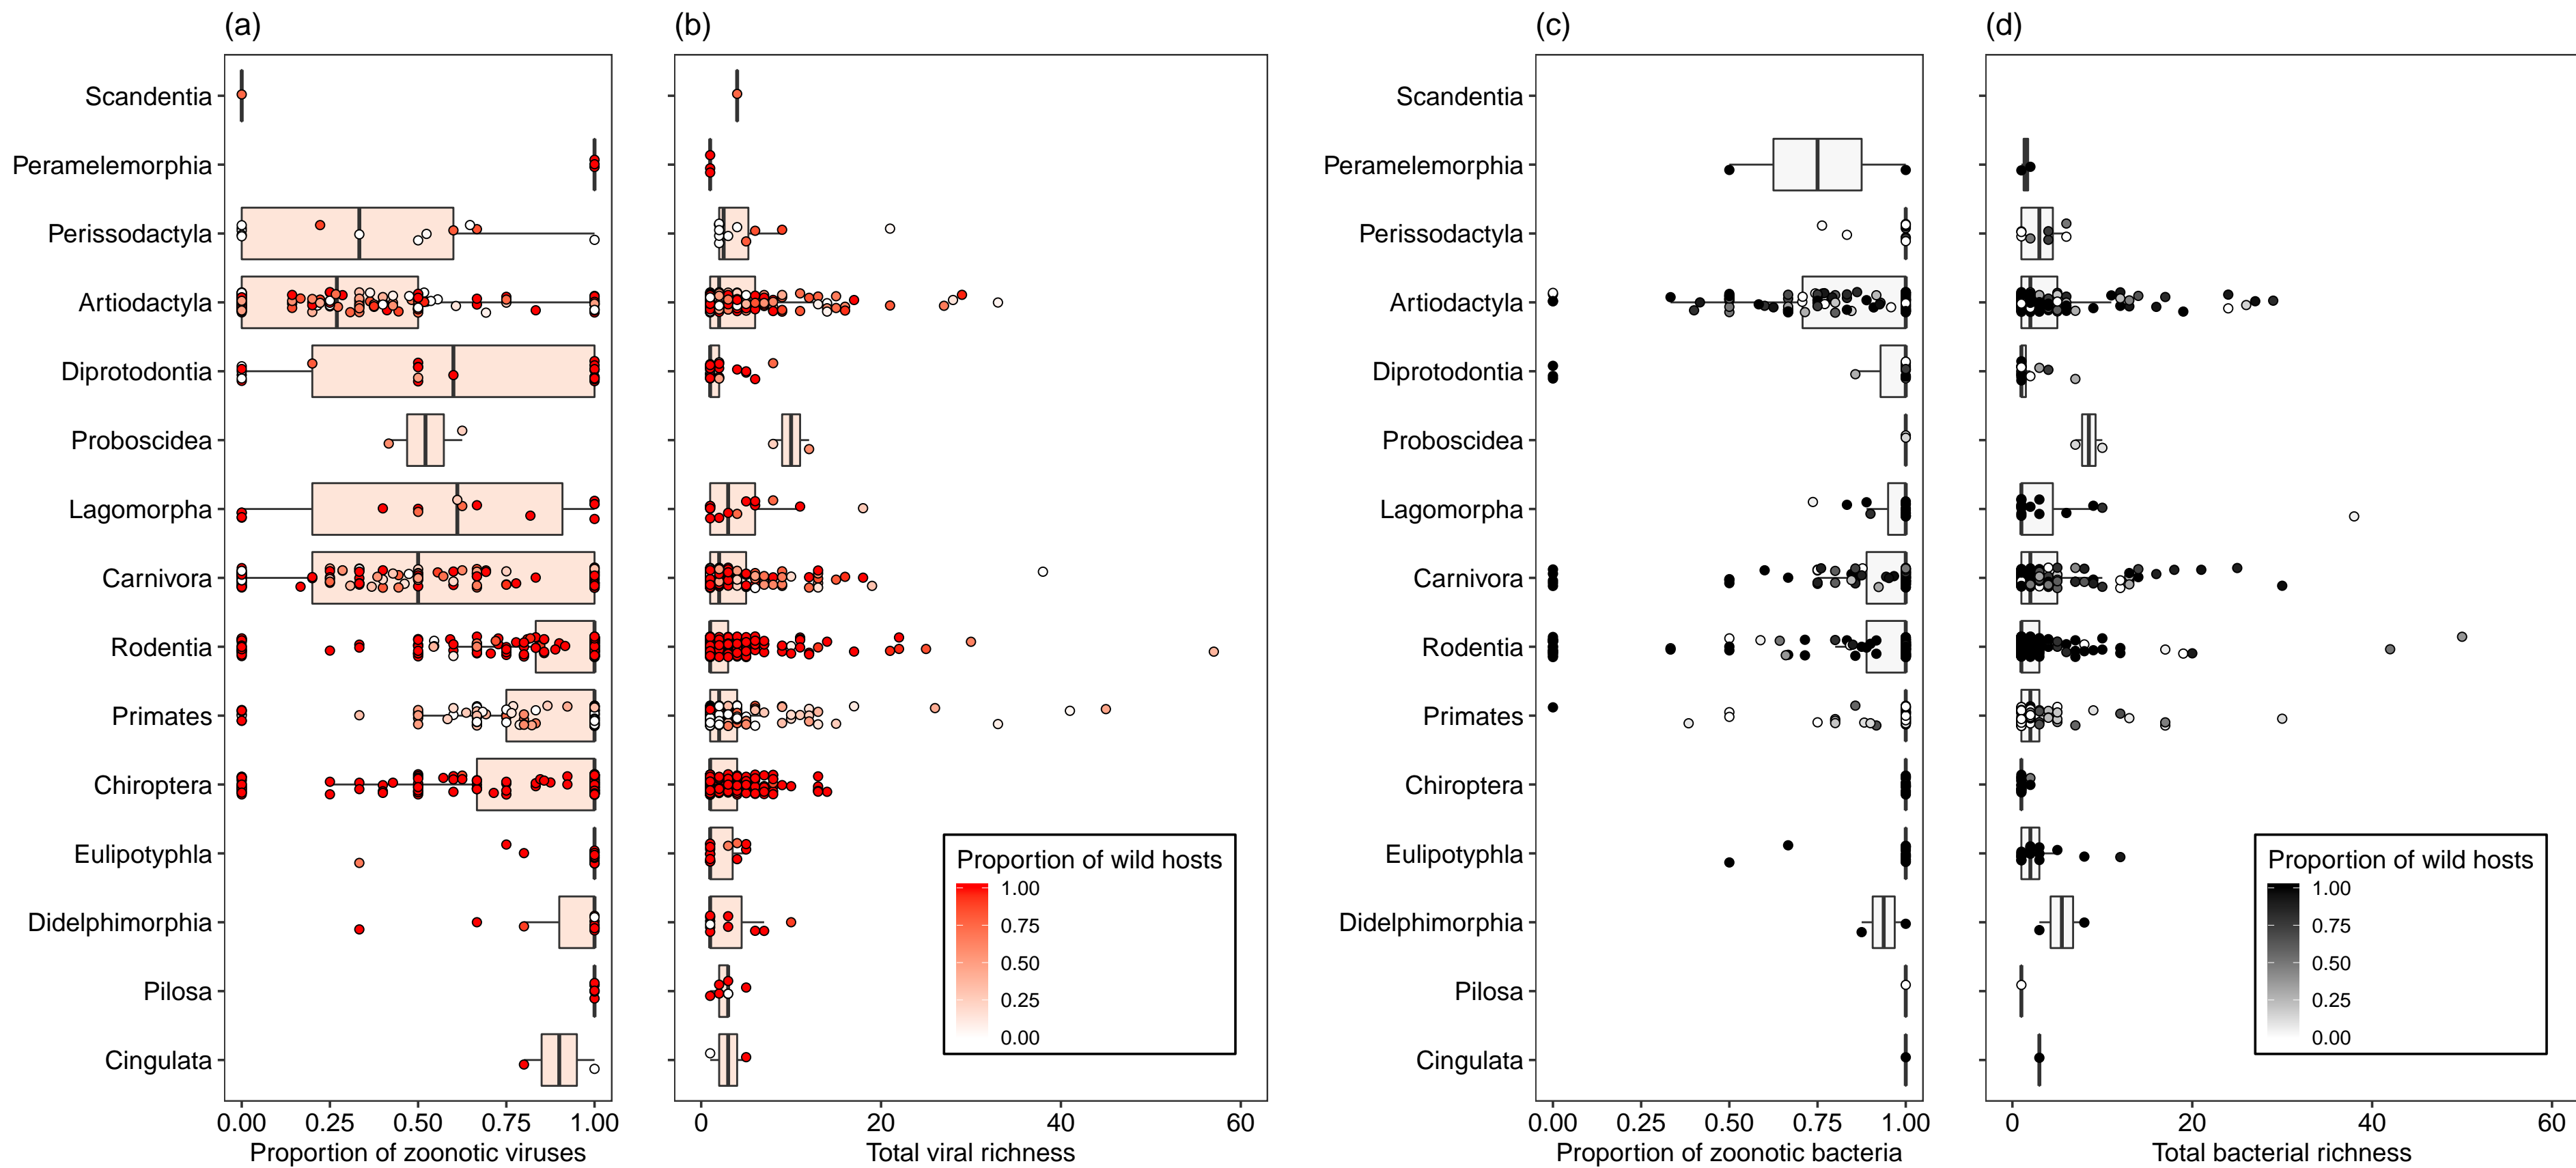 (a)
(b)
(c)
(d)
Scandentia
Peramelemorphia
Perissodactyla
Artiodactyla
Diprotodontia
Proboscidea
Lagomorpha
Carnivora
Rodentia
Primates
Chiroptera
Eulipotyphla
Didelphimorphia
Pilosa
Cingulata
0.00 0.25 0.50 0.75 1.00
Proportion of zoonotic viruses
Proportion of wild hosts
1.00
0.75
0.50
0.25
0.00
0 20 40 60
Total viral richness
Scandentia
Peramelemorphia
Perissodactyla
Artiodactyla
Diprotodontia
Proboscidea
Lagomorpha
Carnivora
Rodentia
Primates
Chiroptera
Eulipotyphla
Didelphimorphia
Pilosa
Cingulata
0.00 0.25 0.50 0.75 1.00
Proportion of zoonotic bacteria
Proportion of wild hosts
1.00
0.75
0.50
0.25
0.00
0 20 40 60
Total bacterial richness